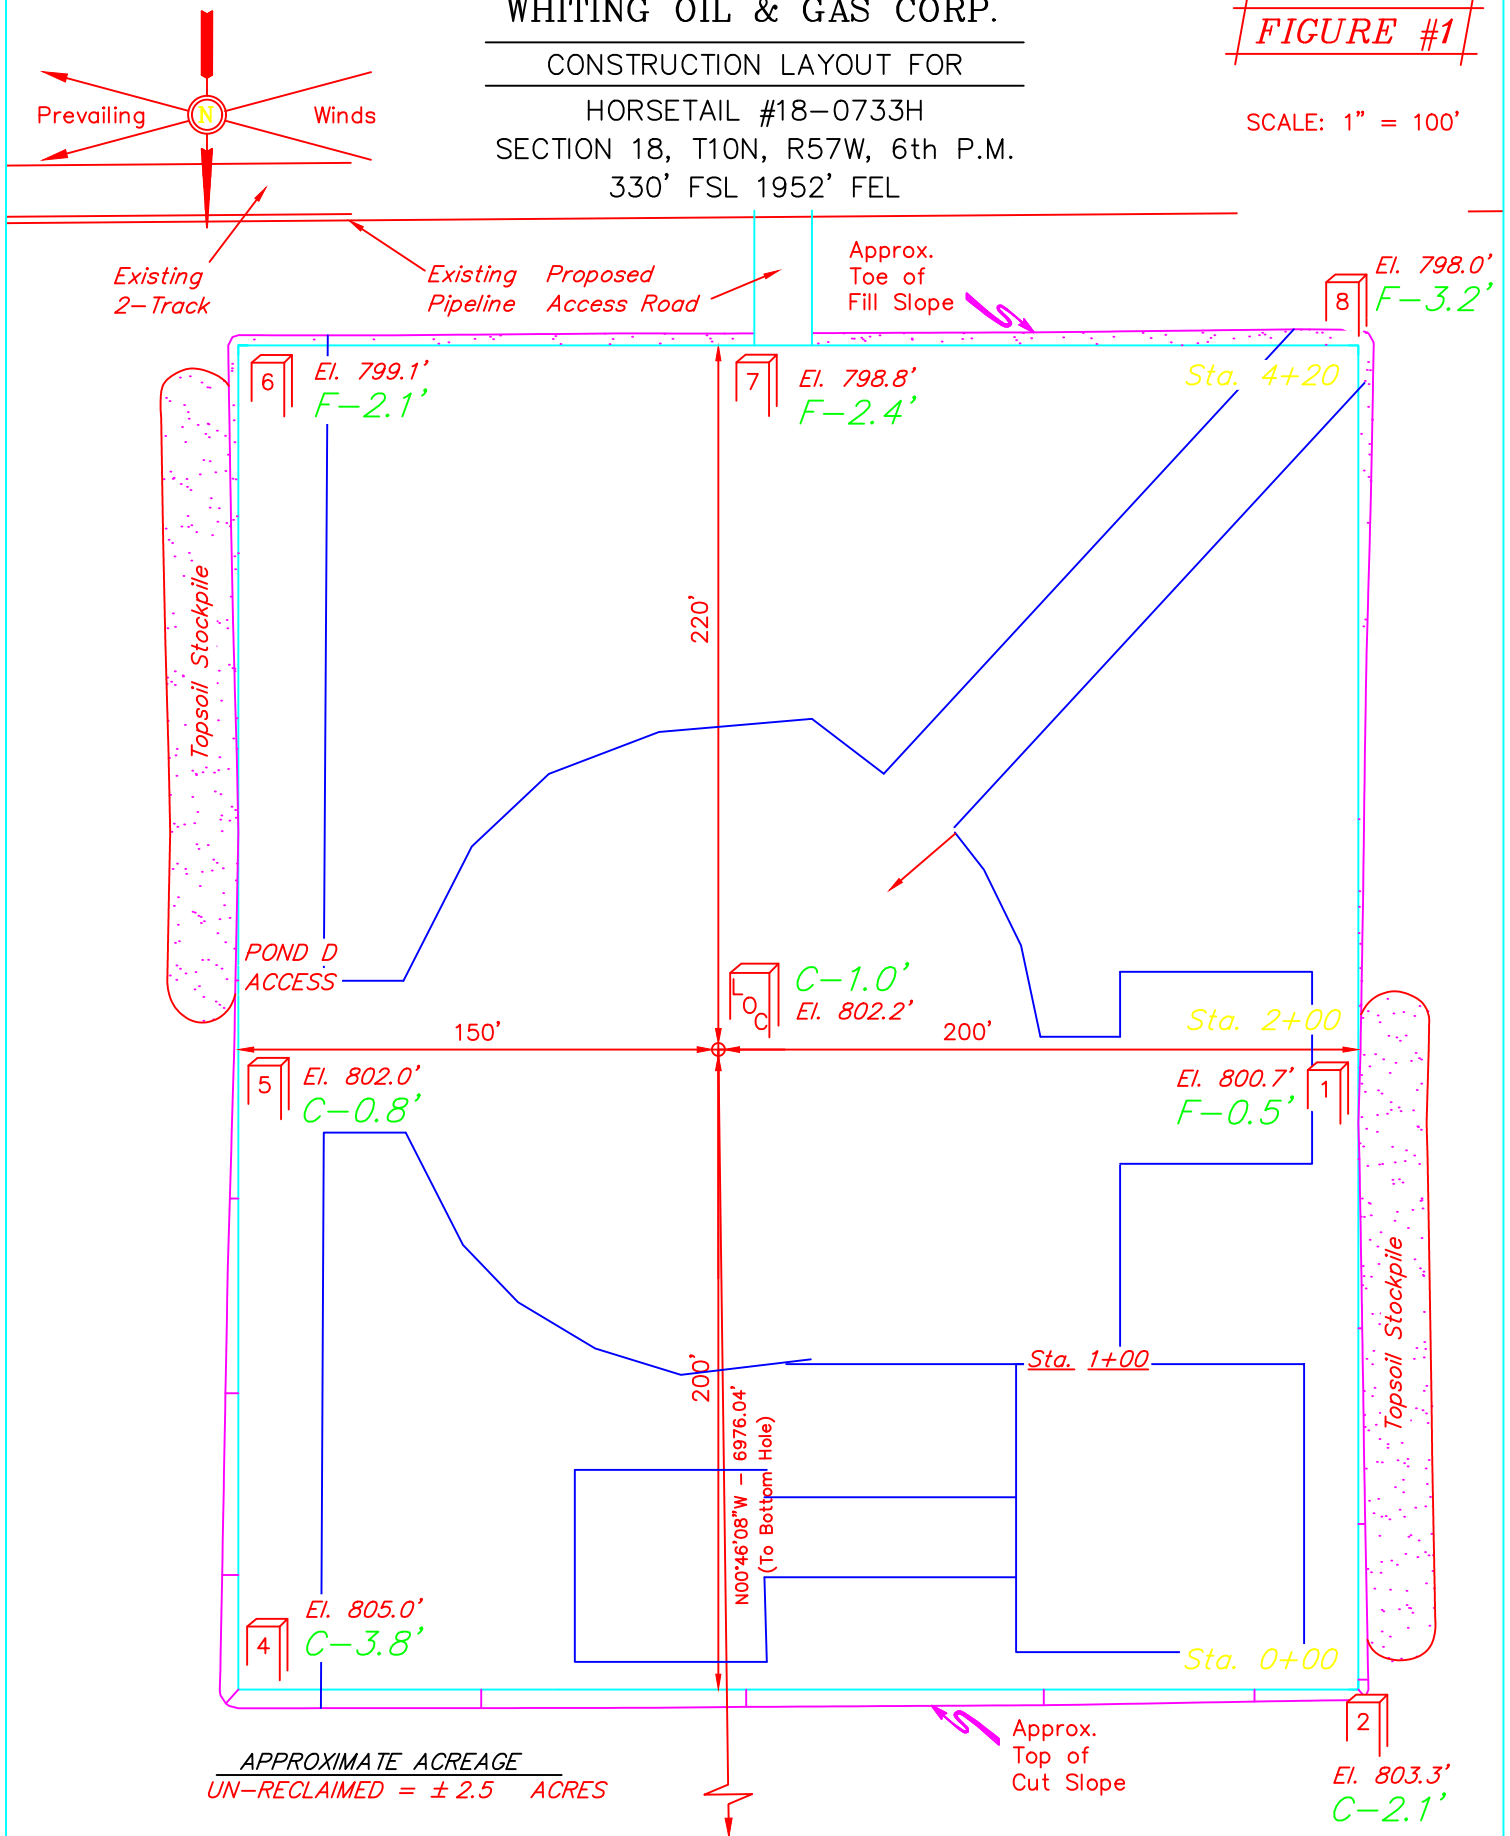 WHITING OIL & GAS CORP.
CONSTRUCTION LAYOUT FOR
HORSETAIL #18-0733H
SECTION 18, T10N, R57W, 6th P.M.
330' FSL 1952' FEL
FIGURE #1
SCALE: 1" = 100'
Prevailing
N
Winds
Existing
2-Track
Existing
Pipeline
Proposed
Access Road
Approx.
Toe of
Fill Slope
8
El. 798.0'
F-3.2'
6
El. 799.1'
F-2.1'
7
El. 798.8'
F-2.4'
Sta. 4+20
Topsoil Stockpile
220'
POND D
ACCESS
LOC
C-1.0'
El. 802.2'
Sta. 2+00
150'
200'
5
El. 802.0'
C-0.8'
El. 800.7'
F-0.5'
1
Sta. 1+00
200'
N00°46'08"W - 6976.04'
(To Bottom Hole)
Topsoil Stockpile
4
El. 805.0'
C-3.8'
Sta. 0+00
2
El. 803.3'
C-2.1'
Approx.
Top of
Cut Slope
APPROXIMATE ACREAGE
UN-RECLAIMED = ± 2.5 ACRES